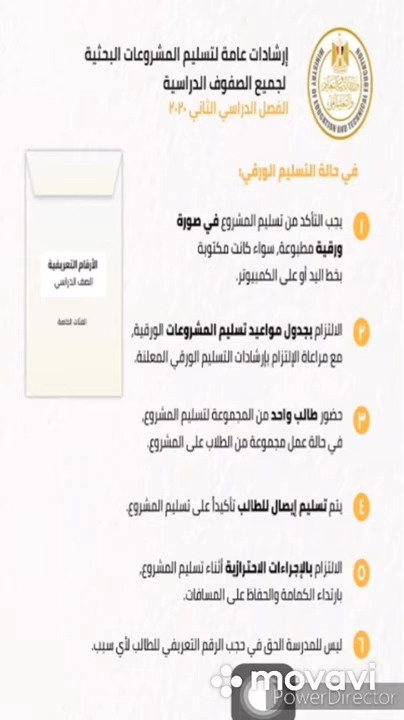 إرشادات عامة لتسليم المشروعات البحثية
لجميع الصفوف الدراسية
الفصل الدراسي الثاني ٢٠٢٠
في حالة التسليم الورقي:
١ يجب التأكد من تسليم المشروع في صورة
ورقية مطبوعة، سواء كانت مكتوبة
بخط اليد أو على الكمبيوتر.
الأرقام التعريفية
الصف الدراسي
الفئات الخاصة
٢ الالتزام بجدول مواعيد تسليم المشروعات الورقية،
مع مراعاة الإلتزام بإرشادات التسليم الورقي المعلنة.
٣ حضور طالب واحد من المجموعة لتسليم المشروع،
في حالة عمل مجموعة من الطلاب على المشروع.
٤ يتم تسليم إيصال للطالب تأكيداً على تسليم المشروع.
٥ الالتزام بالإجراءات الاحترازية أثناء تسليم المشروع,
بارتداء الكمامة والحفاظ على المسافات.
٦ ليس للمدرسة الحق في حجب الرقم التعريفي للطالب لأي سبب.
movavi
PowerDirector